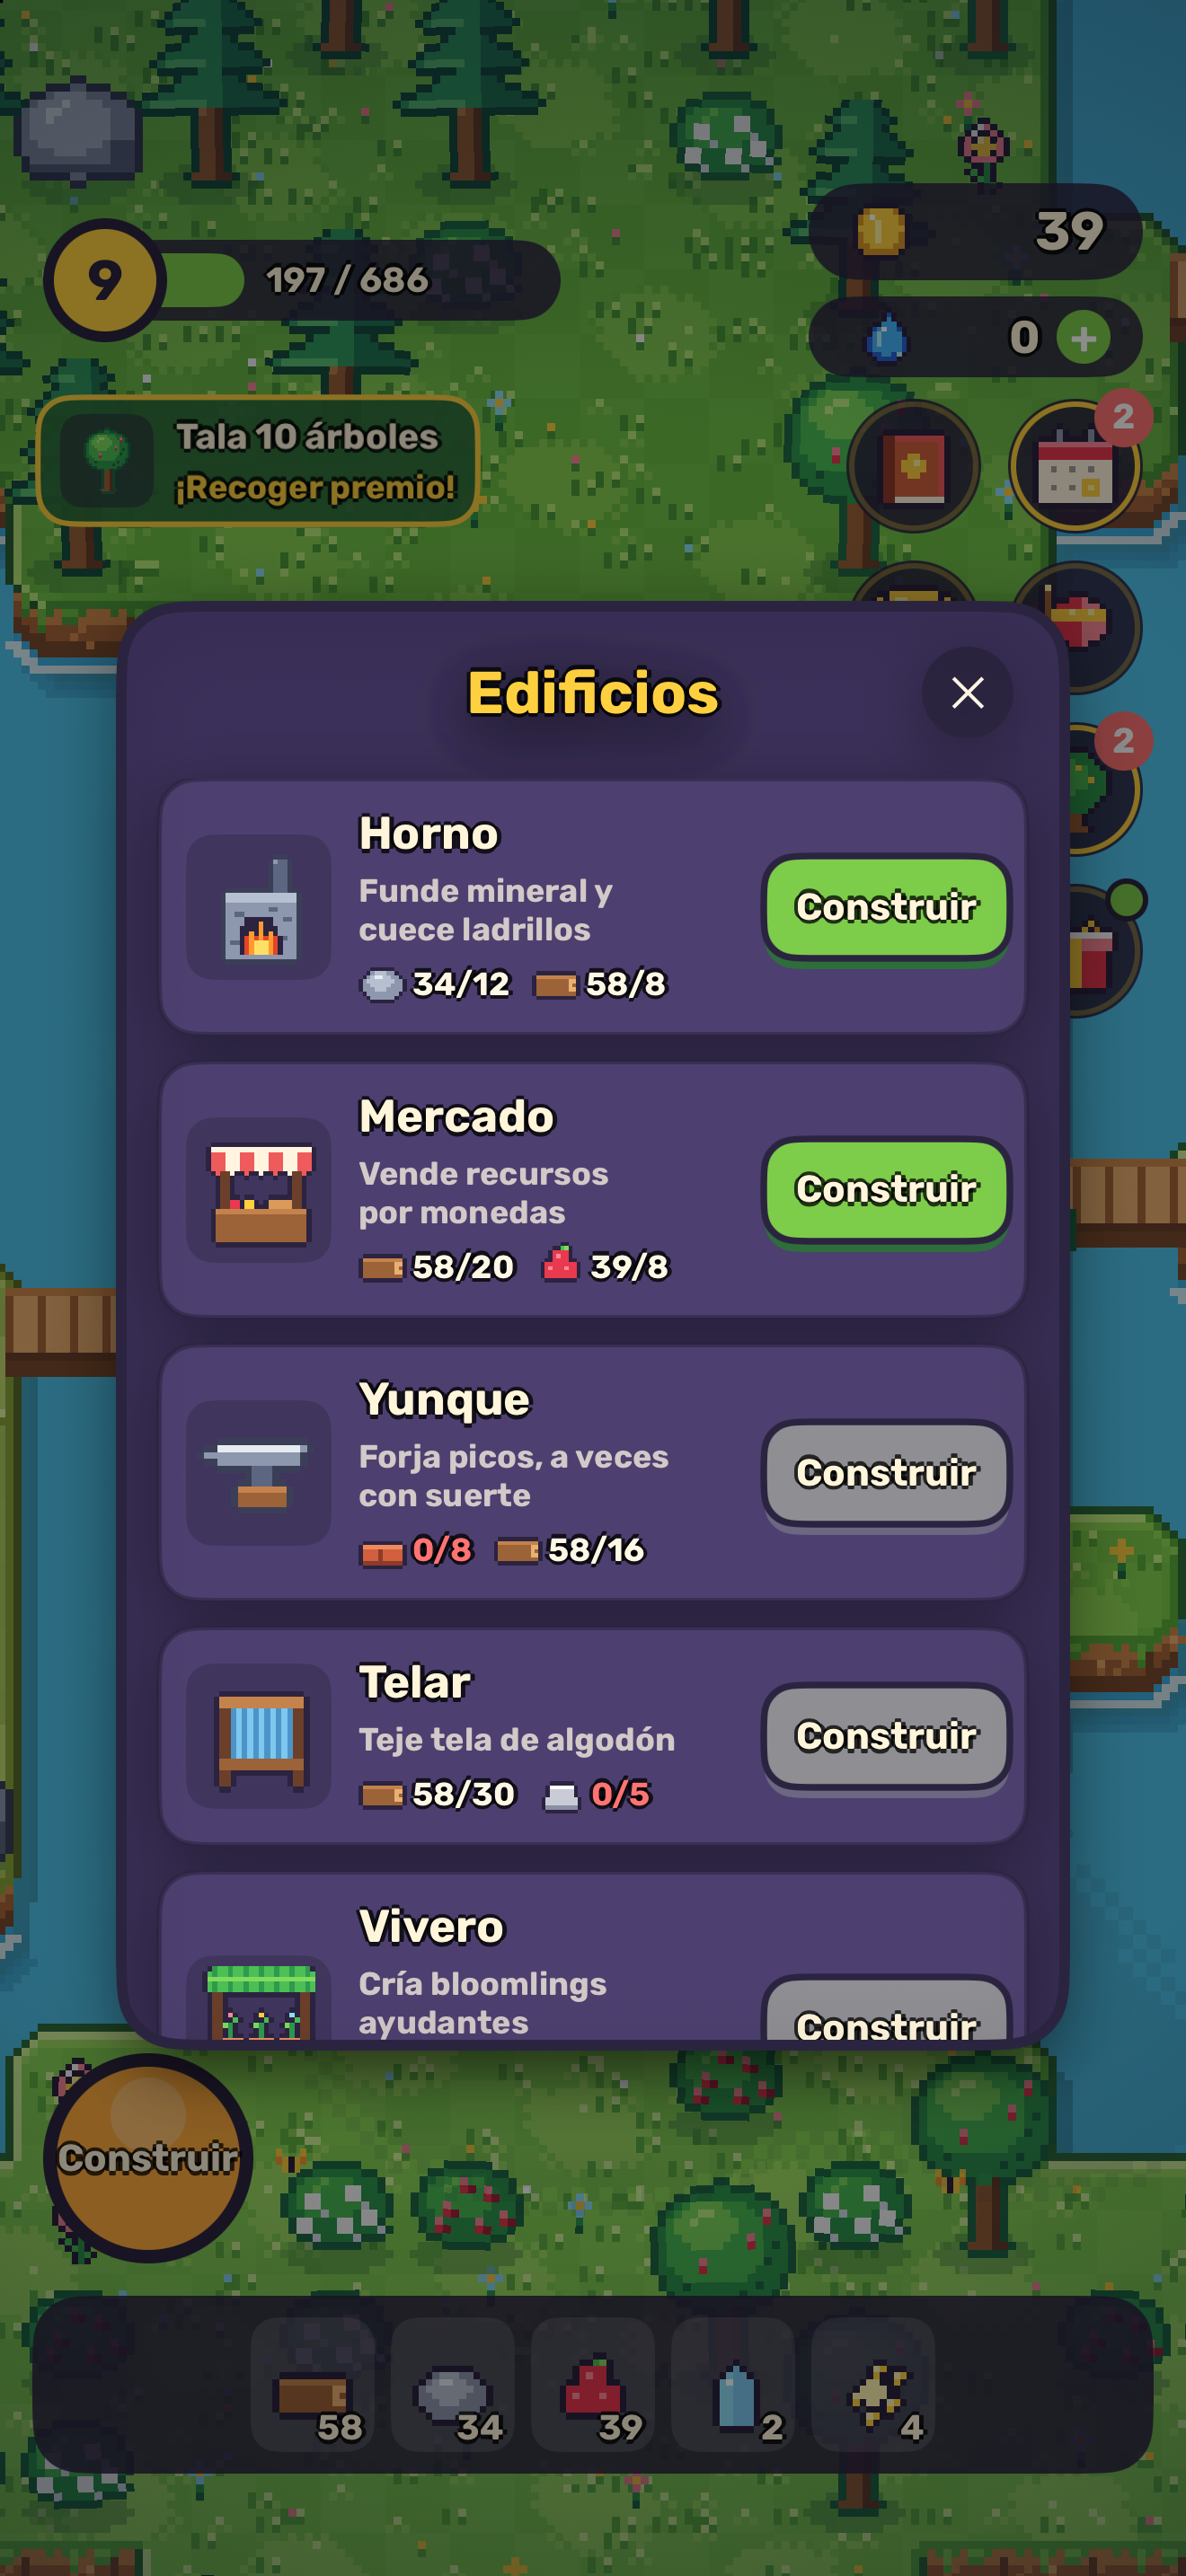 39
9
197 / 686
0
+
Tala 10 árboles
¡Recoger premio!
2
Edificios
2
Horno
Funde mineral y
cuece ladrillos
34/12 58/8
Construir
Mercado
Vende recursos
por monedas
58/20 39/8
Construir
Yunque
Forja picos, a veces
con suerte
0/8 58/16
Construir
Telar
Teje tela de algodón
58/30 0/5
Construir
Vivero
Cría bloomlings
ayudantes
Construir
Construir
58 34 39 2 4